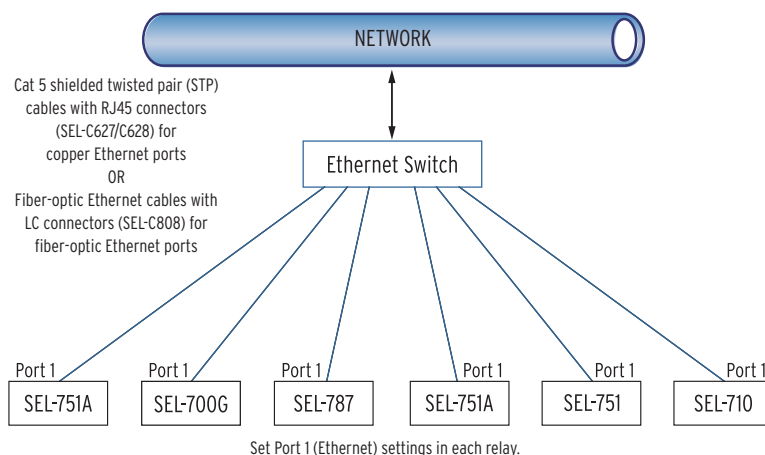 NETWORK
Cat 5 shielded twisted pair (STP)
cables with RJ45 connectors
(SEL-C627/C628) for
copper Ethernet ports
OR
Fiber-optic Ethernet cables with
LC connectors (SEL-C808) for
fiber-optic Ethernet ports
Ethernet Switch
Port 1 Port 1 Port 1 Port 1 Port 1 Port 1
SEL-751A SEL-700G SEL-787 SEL-751A SEL-751 SEL-710
Set Port 1 (Ethernet) settings in each relay.